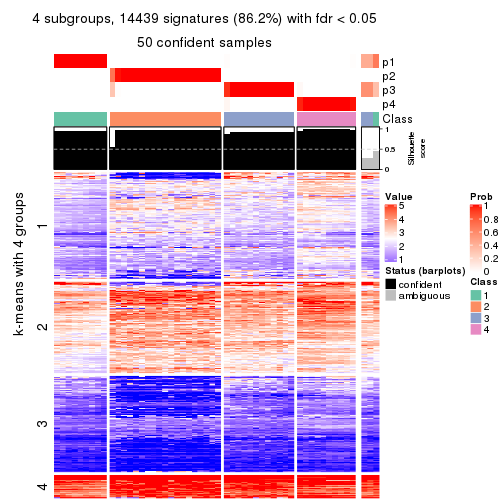 4 subgroups, 14439 signatures (86.2%) with fdr < 0.05
50 confident samples
p1
p2
p3
p4
Class
1
0.5
0
Silhouette
score
k-means with 4 groups
1
2
3
4
Value
5
4
3
2
1
Prob
1
0.8
0.6
0.4
0.2
0
Status (barplots)
confident
ambiguous
Class
1
2
3
4